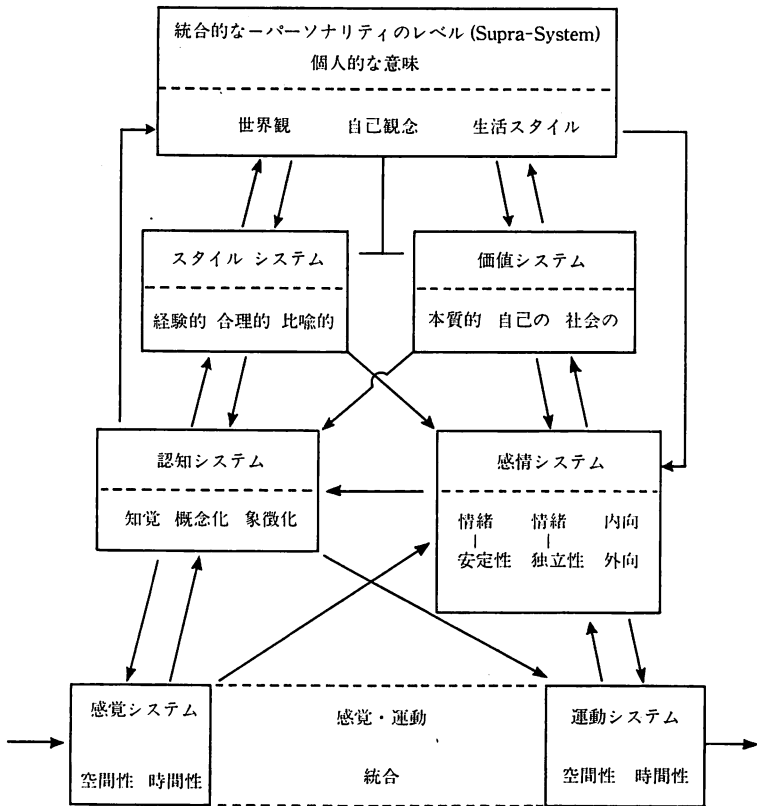 統合的な－パーソナリティのレベル (Supra-System)
個人的な意味
世界観 自己観念 生活スタイル
スタイル システム
経験的 合理的 比喩的
価値システム
本質的 自己の 社会の
認知システム
知覚 概念化 象徴化
感情システム
情緒 情緒 内向
安定性 独立性 外向
感覚システム
空間性 時間性
感覚・運動
統合
運動システム
空間性 時間性